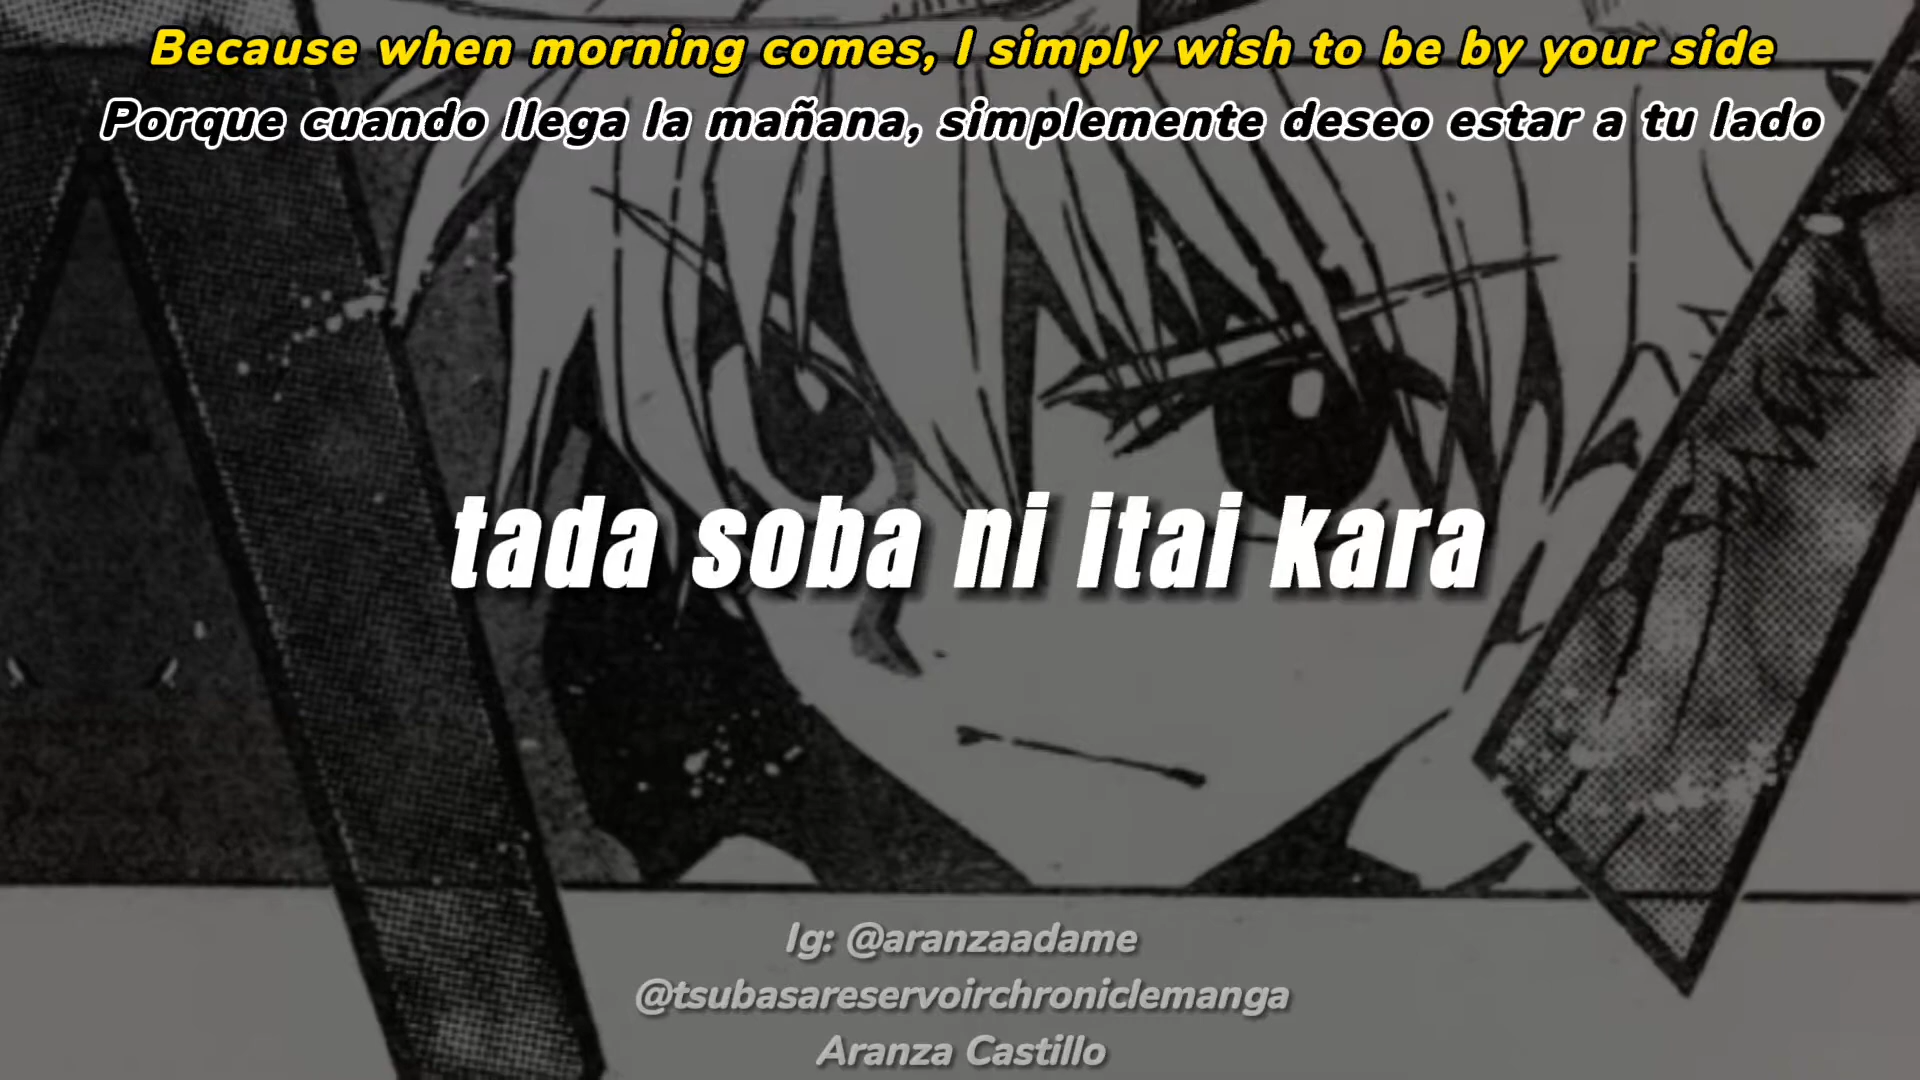 Because when morning comes, I simply wish to be by your side
Porque cuando llega la mañana, simplemente deseo estar a tu lado
tada soba ni itai kara
Ig: @aranzaadame
@tsubasareservoirchroniclemanga
Aranza Castillo